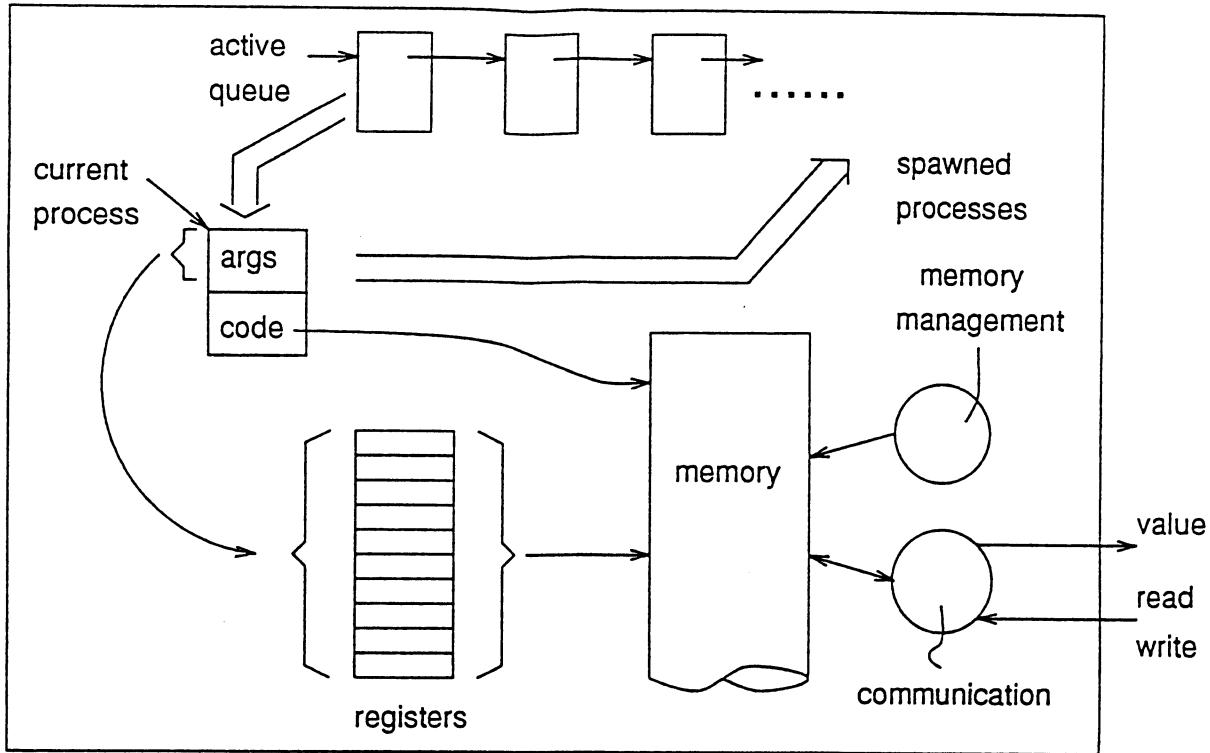 active
queue
current
process
spawned
processes
args
code
memory
management
memory
value
read
write
communication
registers